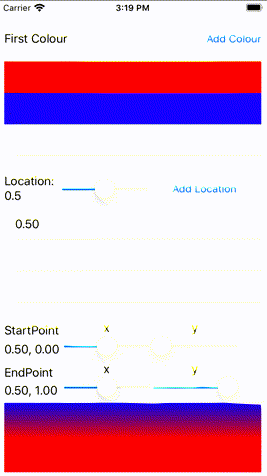 Carrier 3:19 PM
First Colour Add Colour
Location:
0.5
Add Location
0.50
StartPoint x y
0.50, 0.00
EndPoint x y
0.50, 1.00